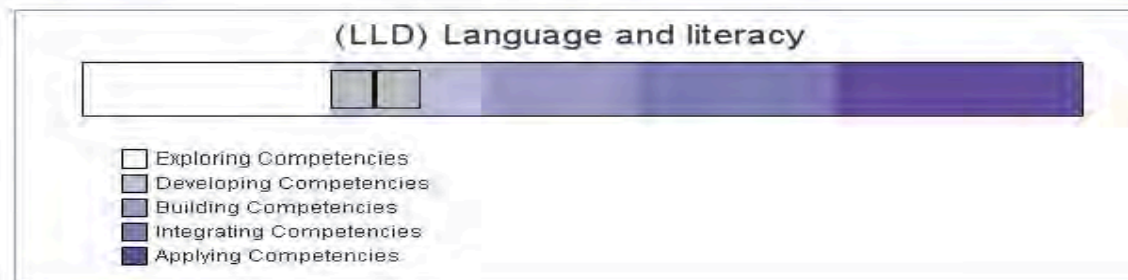 (LLD) Language and literacy
Exploring Competencies
Developing Competencies
Building Competencies
Integrating Competencies
Applying Competencies